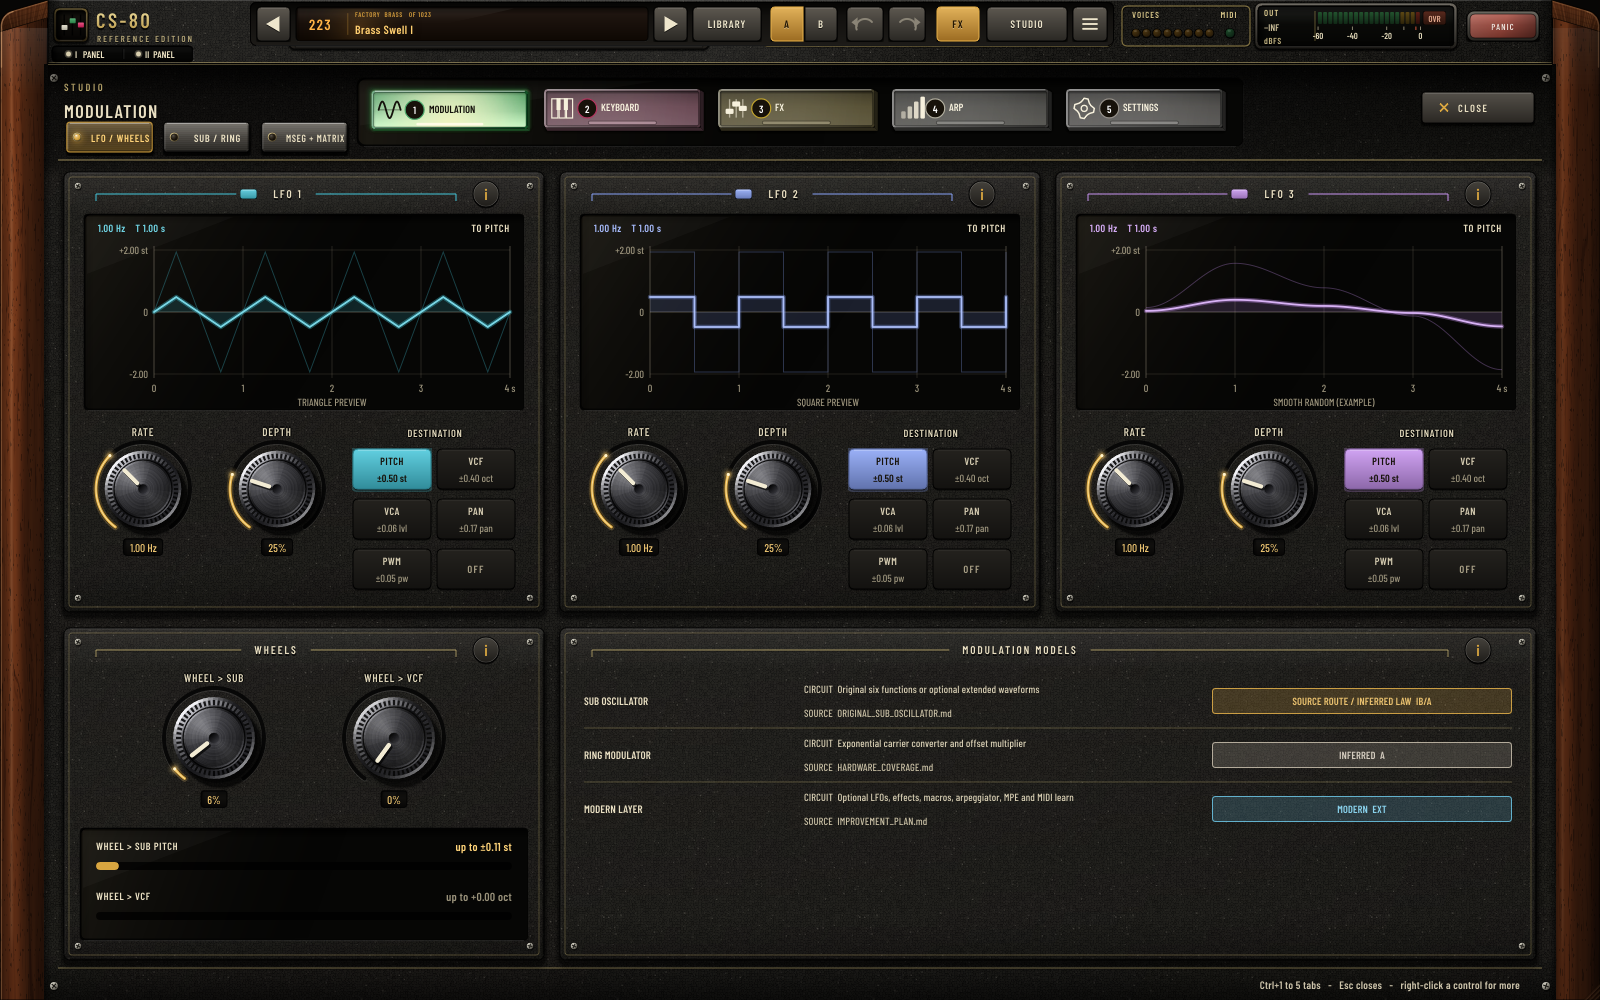 CS-80
REFERENCE EDITION
I PANEL
II PANEL
223
FACTORY BRASS OF 1023
Brass Swell I
LIBRARY
A
B
FX
STUDIO
VOICES
MIDI
OUT
-INF
dBFS
-60
-40
-20
0
OVR
PANIC
STUDIO
MODULATION
LFO / WHEELS
SUB / RING
MSEG + MATRIX
1 MODULATION
2 KEYBOARD
3 FX
4 ARP
5 SETTINGS
CLOSE
LFO 1
i
1.00 Hz T 1.00 s
TO PITCH
+2.00 st
0
-2.00
0 1 2 3 4 s
TRIANGLE PREVIEW
RATE
DEPTH
DESTINATION
PITCH
±0.50 st
VCF
±0.40 oct
VCA
±0.06 lvl
PAN
±0.17 pan
PWM
±0.05 pw
OFF
1.00 Hz
25%
LFO 2
i
1.00 Hz T 1.00 s
TO PITCH
+2.00 st
0
-2.00
0 1 2 3 4 s
SQUARE PREVIEW
RATE
DEPTH
DESTINATION
PITCH
±0.50 st
VCF
±0.40 oct
VCA
±0.06 lvl
PAN
±0.17 pan
PWM
±0.05 pw
OFF
1.00 Hz
25%
LFO 3
i
1.00 Hz T 1.00 s
TO PITCH
+2.00 st
0
-2.00
0 1 2 3 4 s
SMOOTH RANDOM (EXAMPLE)
RATE
DEPTH
DESTINATION
PITCH
±0.50 st
VCF
±0.40 oct
VCA
±0.06 lvl
PAN
±0.17 pan
PWM
±0.05 pw
OFF
1.00 Hz
25%
WHEELS
i
WHEEL > SUB
WHEEL > VCF
6%
0%
WHEEL > SUB PITCH
up to ±0.11 st
WHEEL > VCF
up to +0.00 oct
MODULATION MODELS
i
SUB OSCILLATOR
CIRCUIT Original six functions or optional extended waveforms
SOURCE ORIGINAL_SUB_OSCILLATOR.md
SOURCE ROUTE / INFERRED LAW IB/A
RING MODULATOR
CIRCUIT Exponential carrier converter and offset multiplier
SOURCE HARDWARE_COVERAGE.md
INFERRED A
MODERN LAYER
CIRCUIT Optional LFOs, effects, macros, arpeggiator, MPE and MIDI learn
SOURCE IMPROVEMENT_PLAN.md
MODERN EXT
Ctrl+1 to 5 tabs - Esc closes - right-click a control for more